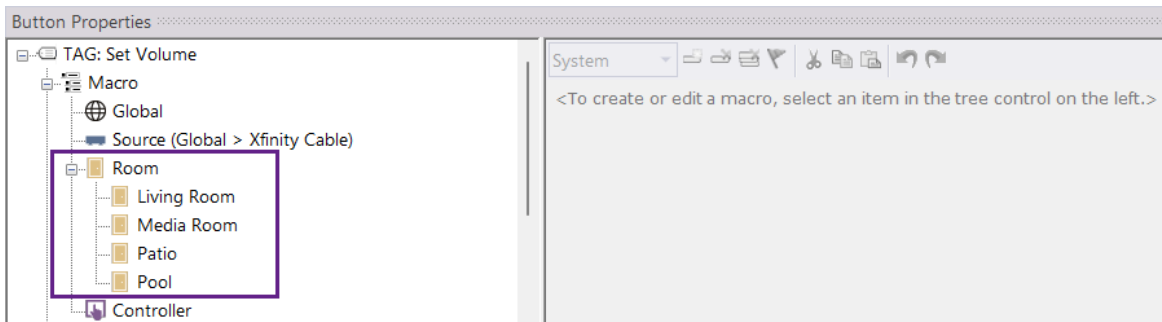 Button Properties
TAG: Set Volume
Macro
Global
Source (Global > Xfinity Cable)
Room
Living Room
Media Room
Patio
Pool
Controller
System
<To create or edit a macro, select an item in the tree control on the left.>